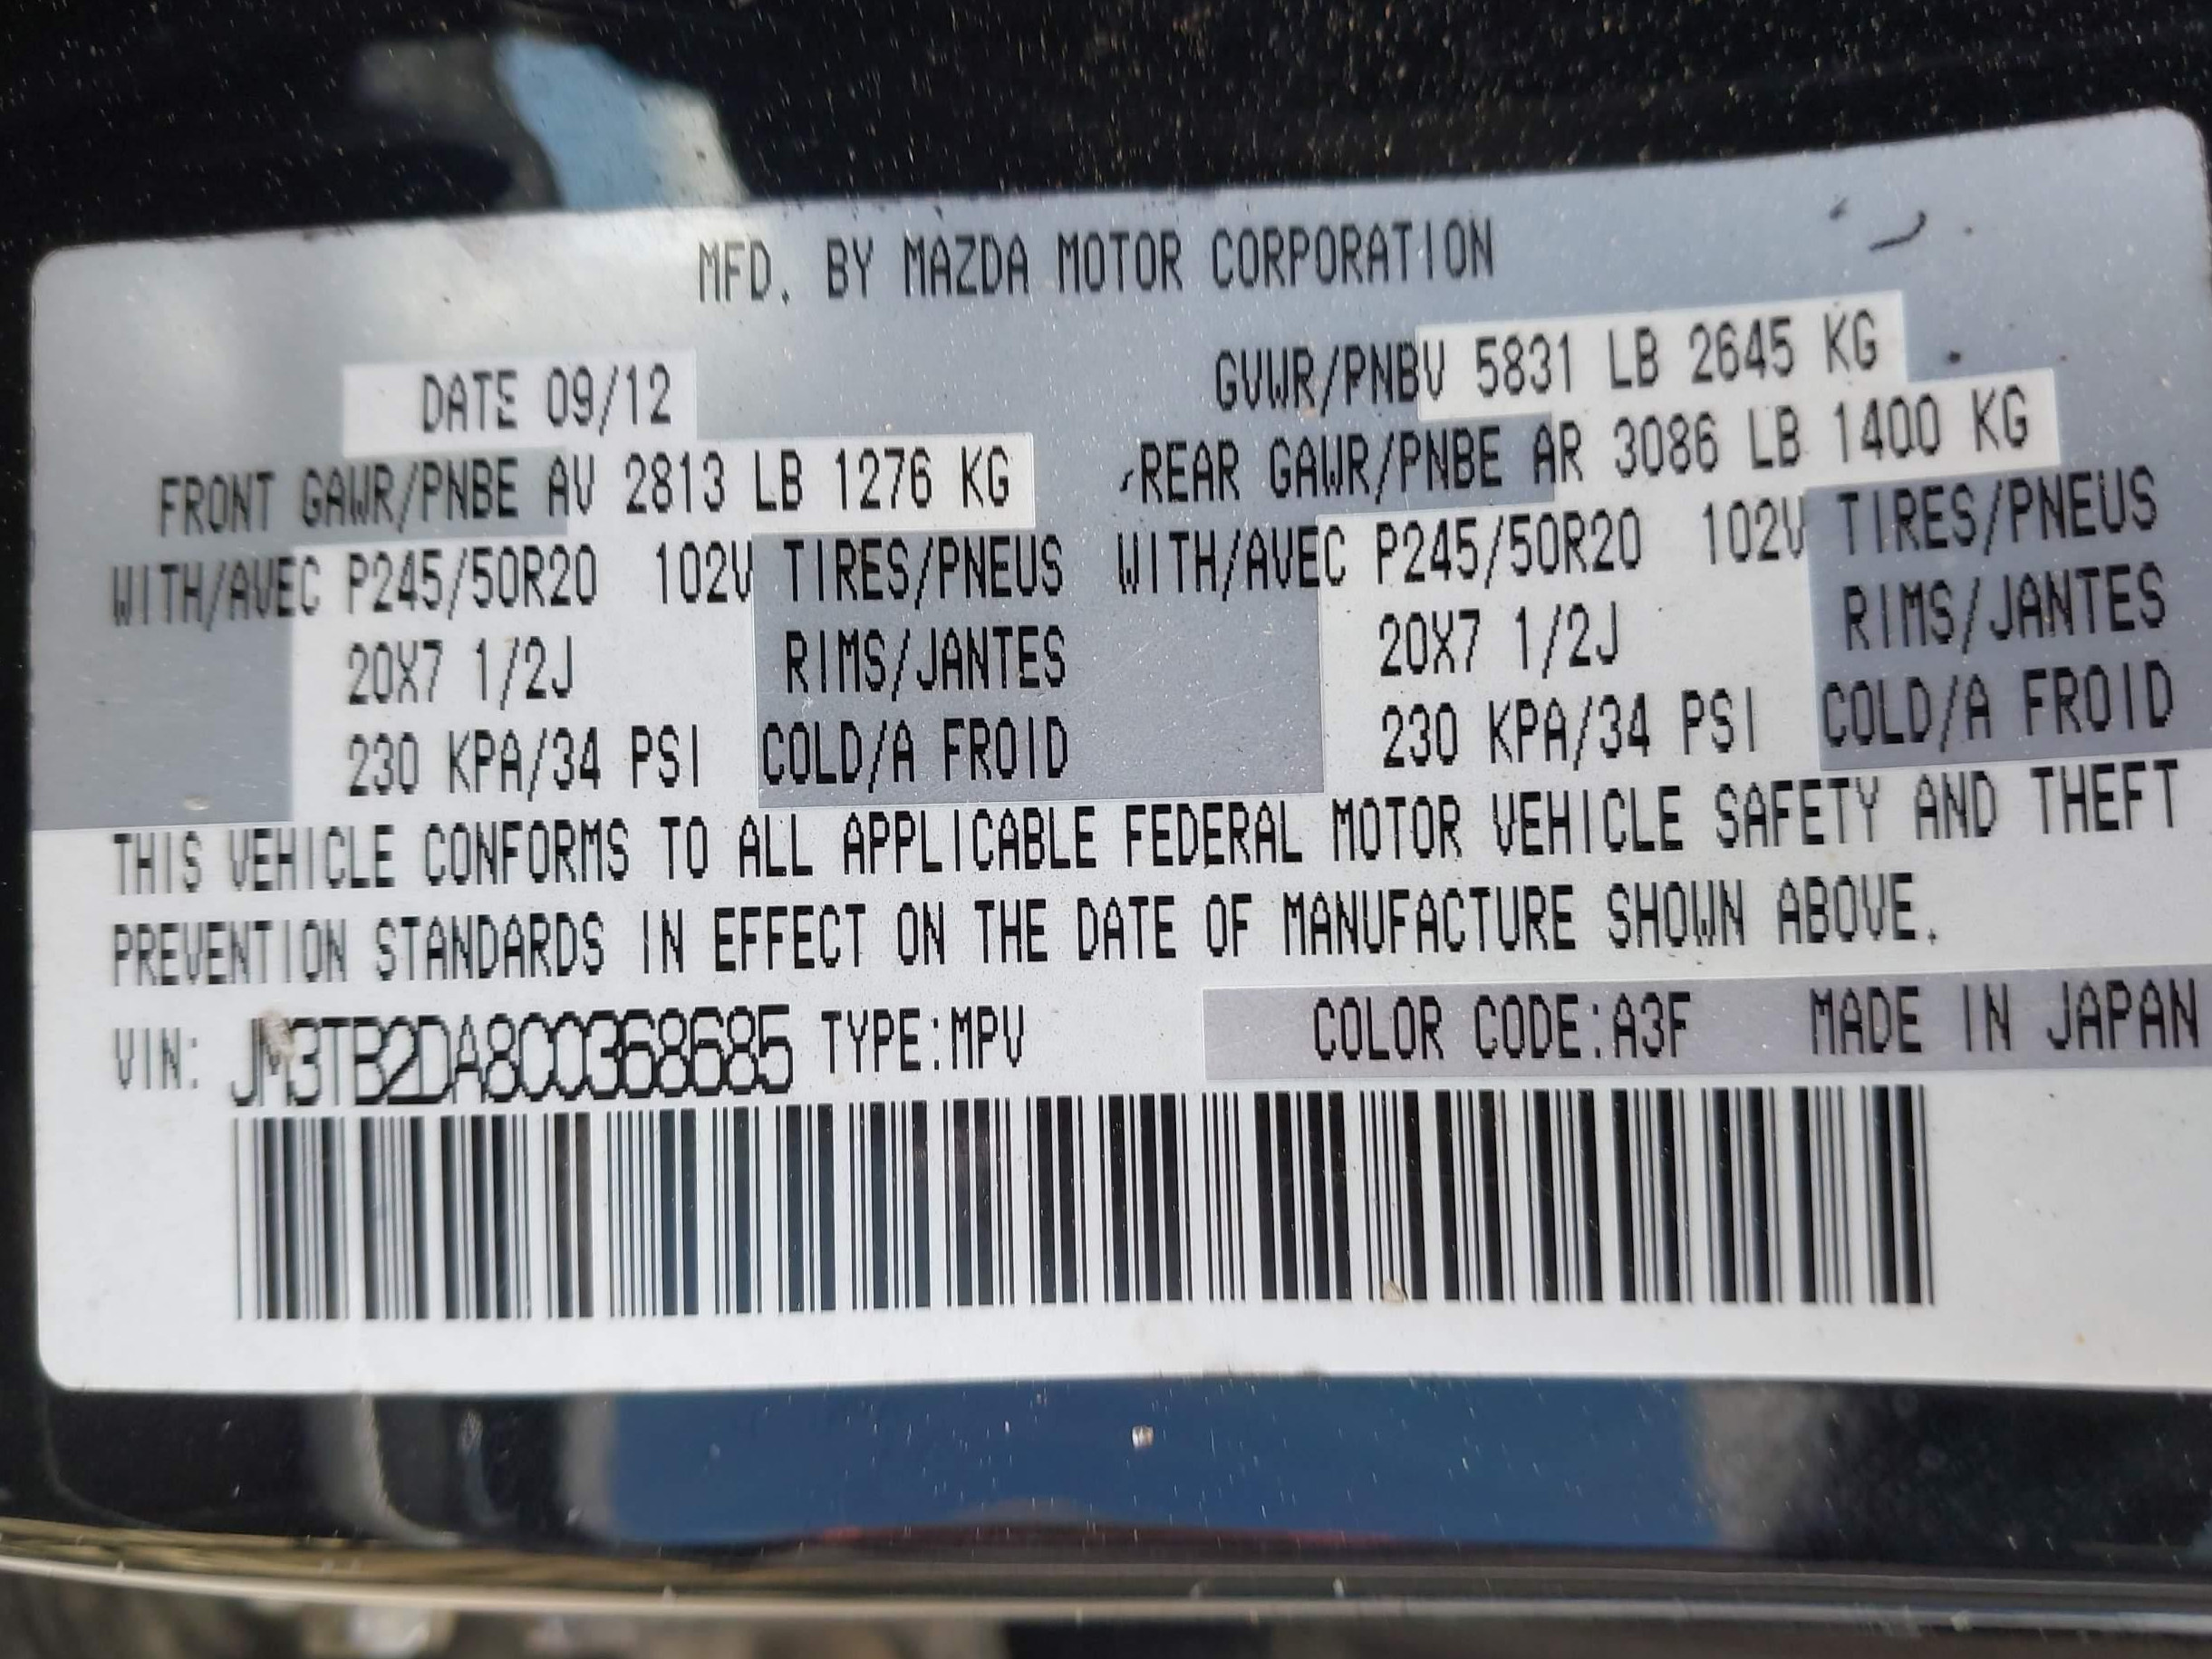 MFD. BY MAZDA MOTOR CORPORATION
DATE 09/12 GVWR/PNBV 5831 LB 2645 KG
FRONT GAWR/PNBE AV 2813 LB 1276 KG REAR GAWR/PNBE AR 3086 LB 1400 KG
WITH/AVEC P245/50R20 102V TIRES/PNEUS WITH/AVEC P245/50R20 102V TIRES/PNEUS
20X7 1/2J RIMS/JANTES 20X7 1/2J RIMS/JANTES
230 KPA/34 PSI COLD/A FROID 230 KPA/34 PSI COLD/A FROID
THIS VEHICLE CONFORMS TO ALL APPLICABLE FEDERAL MOTOR VEHICLE SAFETY AND THEFT
PREVENTION STANDARDS IN EFFECT ON THE DATE OF MANUFACTURE SHOWN ABOVE.
VIN: JM3TB2DA8C0368685 TYPE:MPV COLOR CODE:A3F MADE IN JAPAN